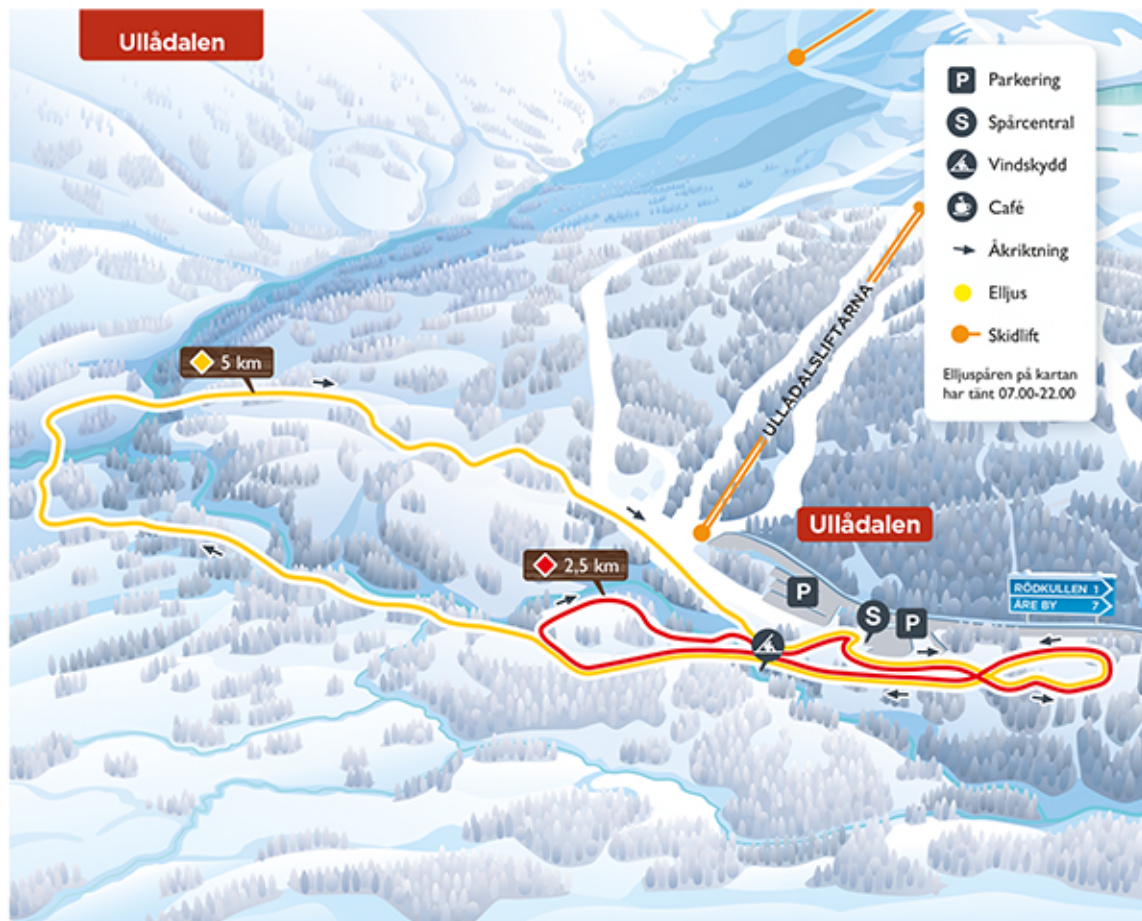 Ullådalen
P Parkering
S Spårcentral
Vindskydd
Café
Åkriktning
Elljus
Skidlift
Elljuspåren på kartan
har tänt 07.00-22.00
5 km
ULLÅDALSLIFTARNA
Ullådalen
2,5 km
RÖDKULLEN 1
ÅRE BY 7
P
S
P